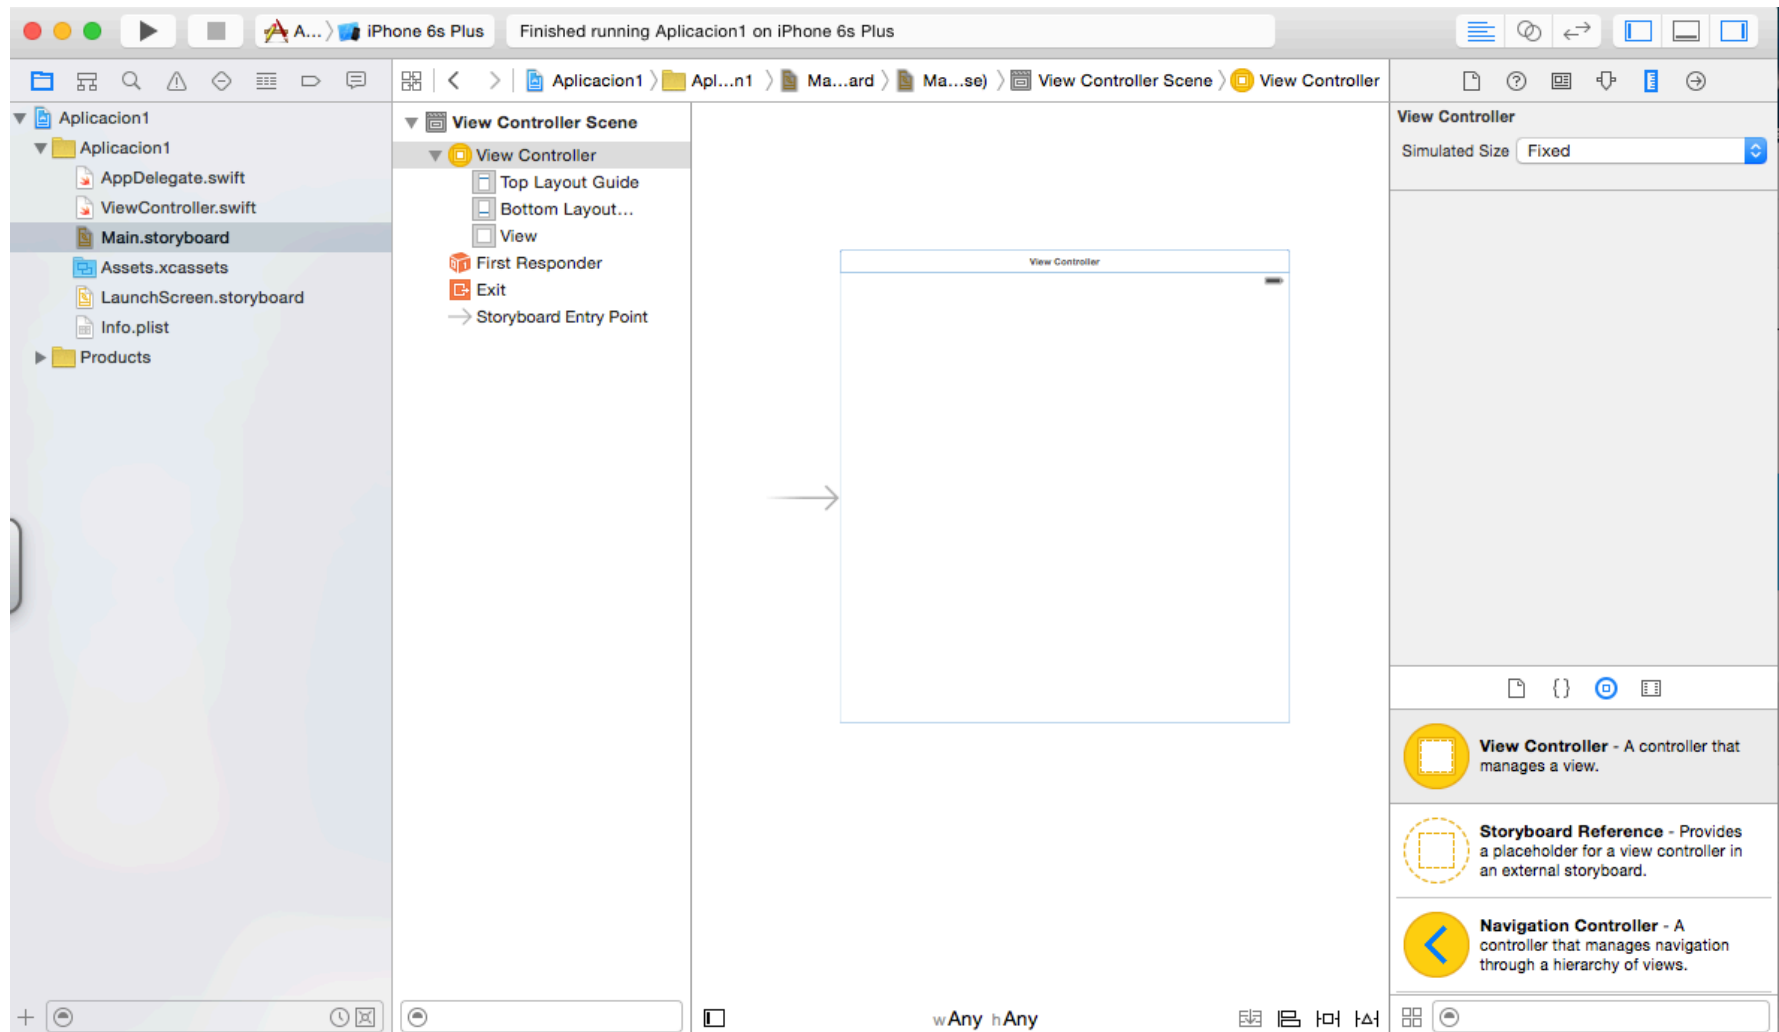 A...〉 iPhone 6s Plus
Finished running Aplicacion1 on iPhone 6s Plus
Aplicacion1 〉 Apl...n1 〉 Ma...ard 〉 Ma...se) 〉 View Controller Scene 〉 View Controller
Aplicacion1
Aplicacion1
AppDelegate.swift
ViewController.swift
Main.storyboard
Assets.xcassets
LaunchScreen.storyboard
Info.plist
Products
View Controller Scene
View Controller
Top Layout Guide
Bottom Layout...
View
First Responder
Exit
Storyboard Entry Point
View Controller
wAny hAny
View Controller
Simulated Size Fixed
{}
View Controller - A controller that
manages a view.
Storyboard Reference - Provides
a placeholder for a view controller in
an external storyboard.
Navigation Controller - A
controller that manages navigation
through a hierarchy of views.